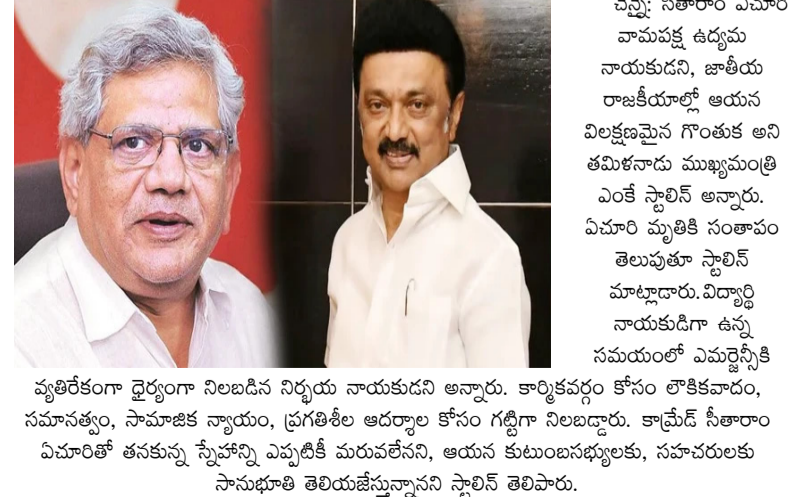 చెన్నై: సీతారాం ఏచూరి
వామపక్ష ఉద్యమ
నాయకుడని, జాతీయ
రాజకీయాల్లో ఆయన
విలక్షణమైన గొంతుక అని
తమిళనాడు ముఖ్యమంత్రి
ఎంకే స్టాలిన్ అన్నారు.
ఏచూరి మృతికి సంతాపం
తెలుపుతూ స్టాలిన్
మాట్లాడారు.విద్యార్థి
నాయకుడిగా ఉన్న
సమయంలో ఎమర్జెన్సీకి
వ్యతిరేకంగా ధైర్యంగా నిలబడిన నిర్భయ నాయకుడని అన్నారు. కార్మికవర్గం కోసం లౌకికవాదం,
సమానత్వం, సామాజిక న్యాయం, ప్రగతిశీల ఆదర్శాల కోసం గట్టిగా నిలబడ్డారు. కామ్రేడ్ సీతారాం
ఏచూరితో తనకున్న స్నేహాన్ని ఎప్పటికీ మరువలేనని, ఆయన కుటుంబసభ్యులకు, సహచరులకు
సానుభూతి తెలియజేస్తున్నానని స్టాలిన్ తెలిపారు.